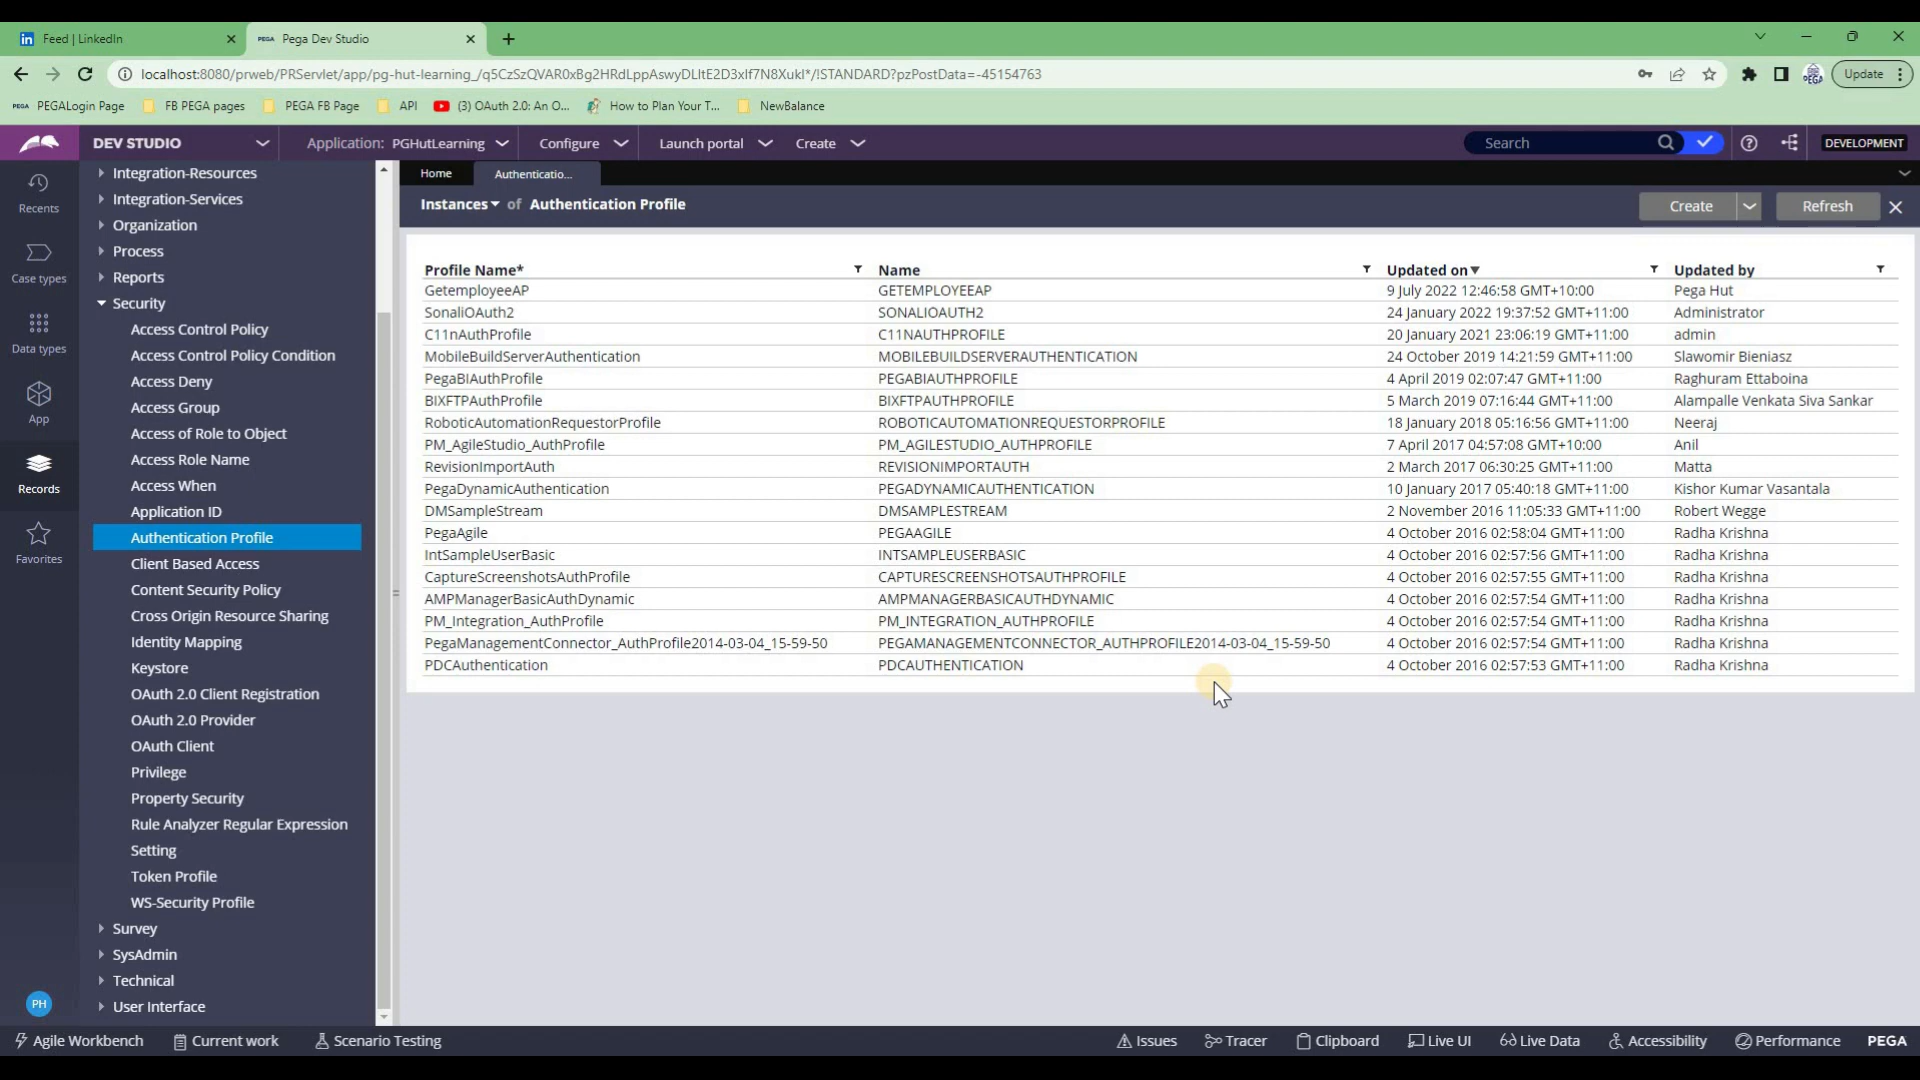 Feed | LinkedIn
PEGA Pega Dev Studio
localhost:8080/prweb/PRServlet/app/pg-hut-learning_/q5CzSzQVAR0xBg2HRdLppAswyDLItE2D3xIf7N8XukI*/!STANDARD?pzPostData=-45154763
Update
PEGA PEGALogin Page FB PEGA pages PEGA FB Page API (3) OAuth 2.0: An O... How to Plan Your T... NewBalance
DEV STUDIO Application: PGHutLearning Configure Launch portal Create Search DEVELOPMENT
Recents
Case types
Data types
App
Records
Favorites
PH
Integration-Resources
Integration-Services
Organization
Process
Reports
Security
Access Control Policy
Access Control Policy Condition
Access Deny
Access Group
Access of Role to Object
Access Role Name
Access When
Application ID
Authentication Profile
Client Based Access
Content Security Policy
Cross Origin Resource Sharing
Identity Mapping
Keystore
OAuth 2.0 Client Registration
OAuth 2.0 Provider
OAuth Client
Privilege
Property Security
Rule Analyzer Regular Expression
Setting
Token Profile
WS-Security Profile
Survey
SysAdmin
Technical
User Interface
Home Authenticatio...
Instances of Authentication Profile Create Refresh
Profile Name* Name Updated on Updated by
GetemployeeAP GETEMPLOYEEAP 9 July 2022 12:46:58 GMT+10:00 Pega Hut
SonaliOAuth2 SONALIOAUTH2 24 January 2022 19:37:52 GMT+11:00 Administrator
C11nAuthProfile C11NAUTHPROFILE 20 January 2021 23:06:19 GMT+11:00 admin
MobileBuildServerAuthentication MOBILEBUILDSERVERAUTHENTICATION 24 October 2019 14:21:59 GMT+11:00 Slawomir Bieniasz
PegaBIAuthProfile PEGABIAUTHPROFILE 4 April 2019 02:07:47 GMT+11:00 Raghuram Ettaboina
BIXFTPAuthProfile BIXFTPAUTHPROFILE 5 March 2019 07:16:44 GMT+11:00 Alampalle Venkata Siva Sankar
RoboticAutomationRequestorProfile ROBOTICAUTOMATIONREQUESTORPROFILE 18 January 2018 05:16:56 GMT+11:00 Neeraj
PM_AgileStudio_AuthProfile PM_AGILESTUDIO_AUTHPROFILE 7 April 2017 04:57:08 GMT+10:00 Anil
RevisionImportAuth REVISIONIMPORTAUTH 2 March 2017 06:30:25 GMT+11:00 Matta
PegaDynamicAuthentication PEGADYNAMICAUTHENTICATION 10 January 2017 05:40:18 GMT+11:00 Kishor Kumar Vasantala
DMSampleStream DMSAMPLESTREAM 2 November 2016 11:05:33 GMT+11:00 Robert Wegge
PegaAgile PEGAAGILE 4 October 2016 02:58:04 GMT+11:00 Radha Krishna
IntSampleUserBasic INTSAMPLEUSERBASIC 4 October 2016 02:57:56 GMT+11:00 Radha Krishna
CaptureScreenshotsAuthProfile CAPTURESCREENSHOTSAUTHPROFILE 4 October 2016 02:57:55 GMT+11:00 Radha Krishna
AMPManagerBasicAuthDynamic AMPMANAGERBASICAUTHDYNAMIC 4 October 2016 02:57:54 GMT+11:00 Radha Krishna
PM_Integration_AuthProfile PM_INTEGRATION_AUTHPROFILE 4 October 2016 02:57:54 GMT+11:00 Radha Krishna
PegaManagementConnector_AuthProfile2014-03-04_15-59-50 PEGAMANAGEMENTCONNECTOR_AUTHPROFILE2014-03-04_15-59-50 4 October 2016 02:57:54 GMT+11:00 Radha Krishna
PDCAuthentication PDCAUTHENTICATION 4 October 2016 02:57:53 GMT+11:00 Radha Krishna
Agile Workbench Current work Scenario Testing Issues Tracer Clipboard Live UI Live Data Accessibility Performance PEGA